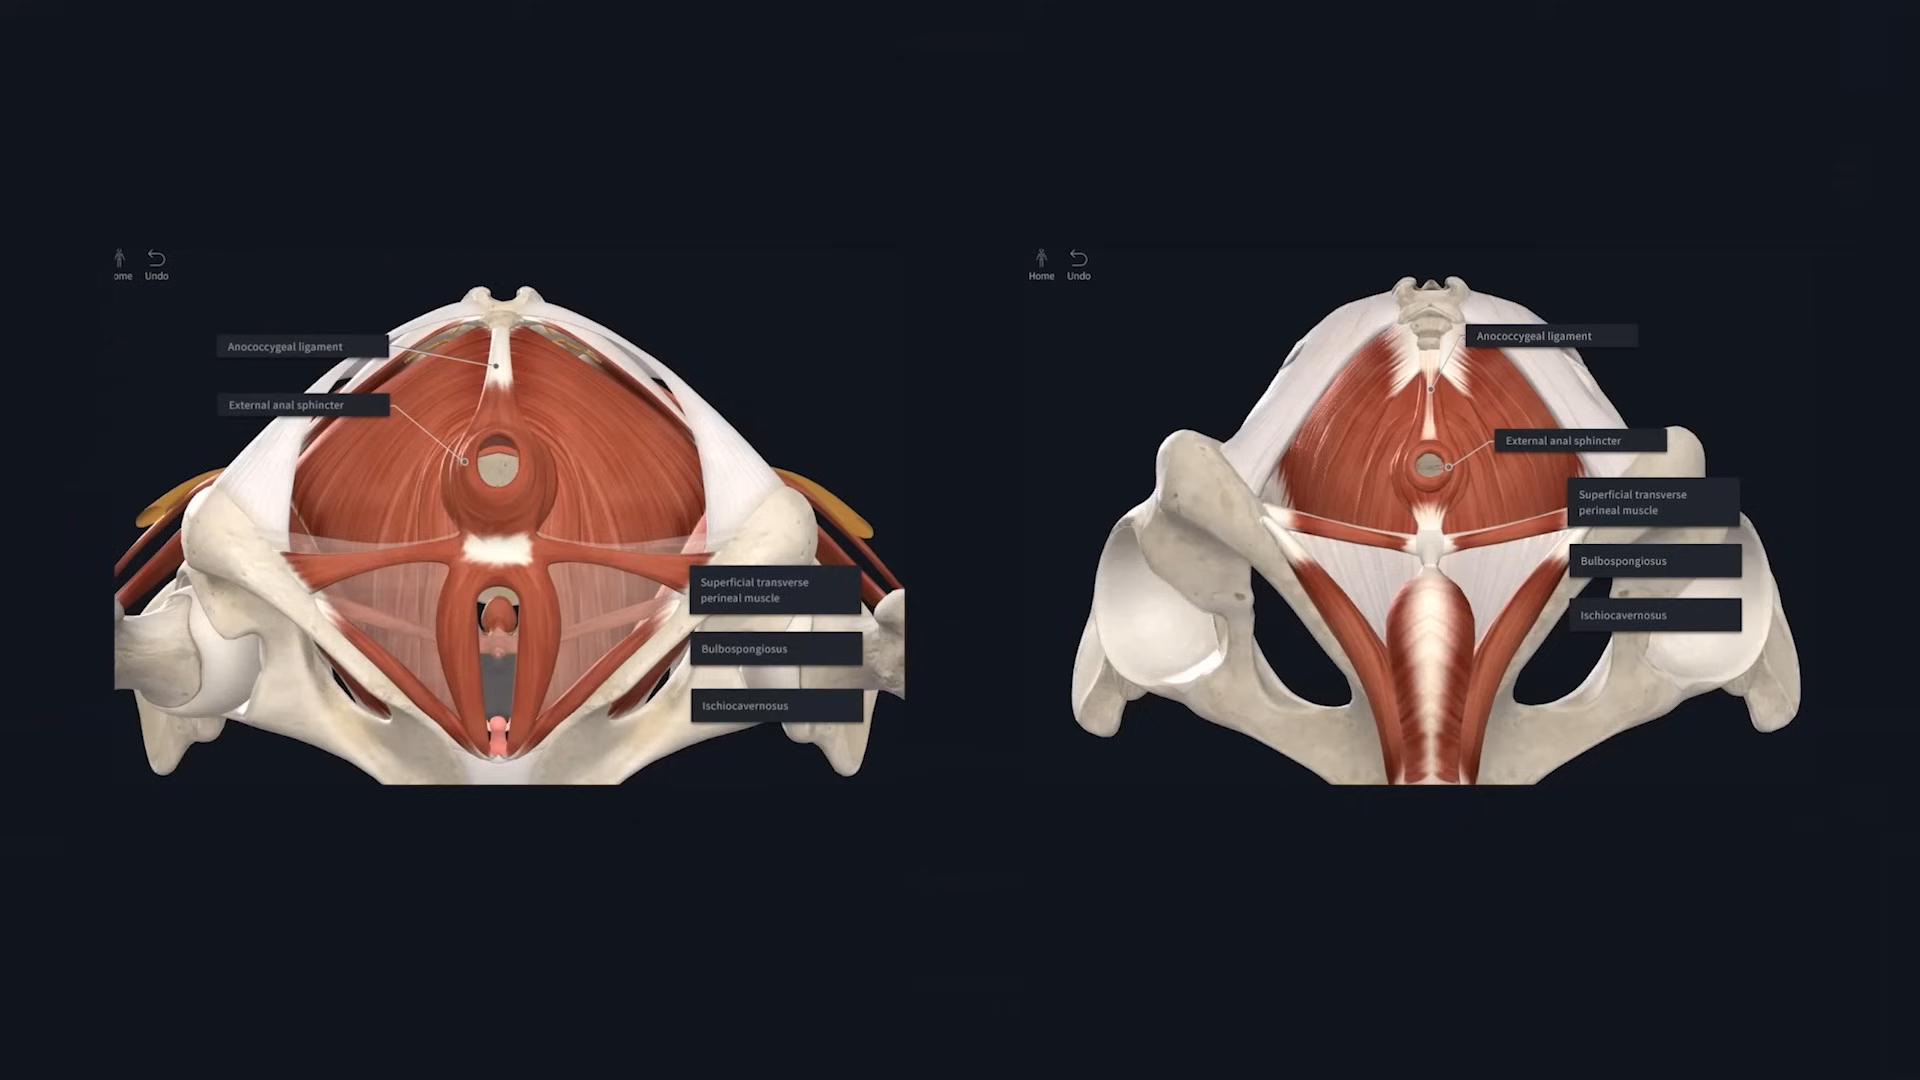 ome
Undo
Anococcygeal ligament
External anal sphincter
Superficial transverse
perineal muscle
Bulbospongiosus
Ischiocavernosus
Home
Undo
Anococcygeal ligament
External anal sphincter
Superficial transverse
perineal muscle
Bulbospongiosus
Ischiocavernosus